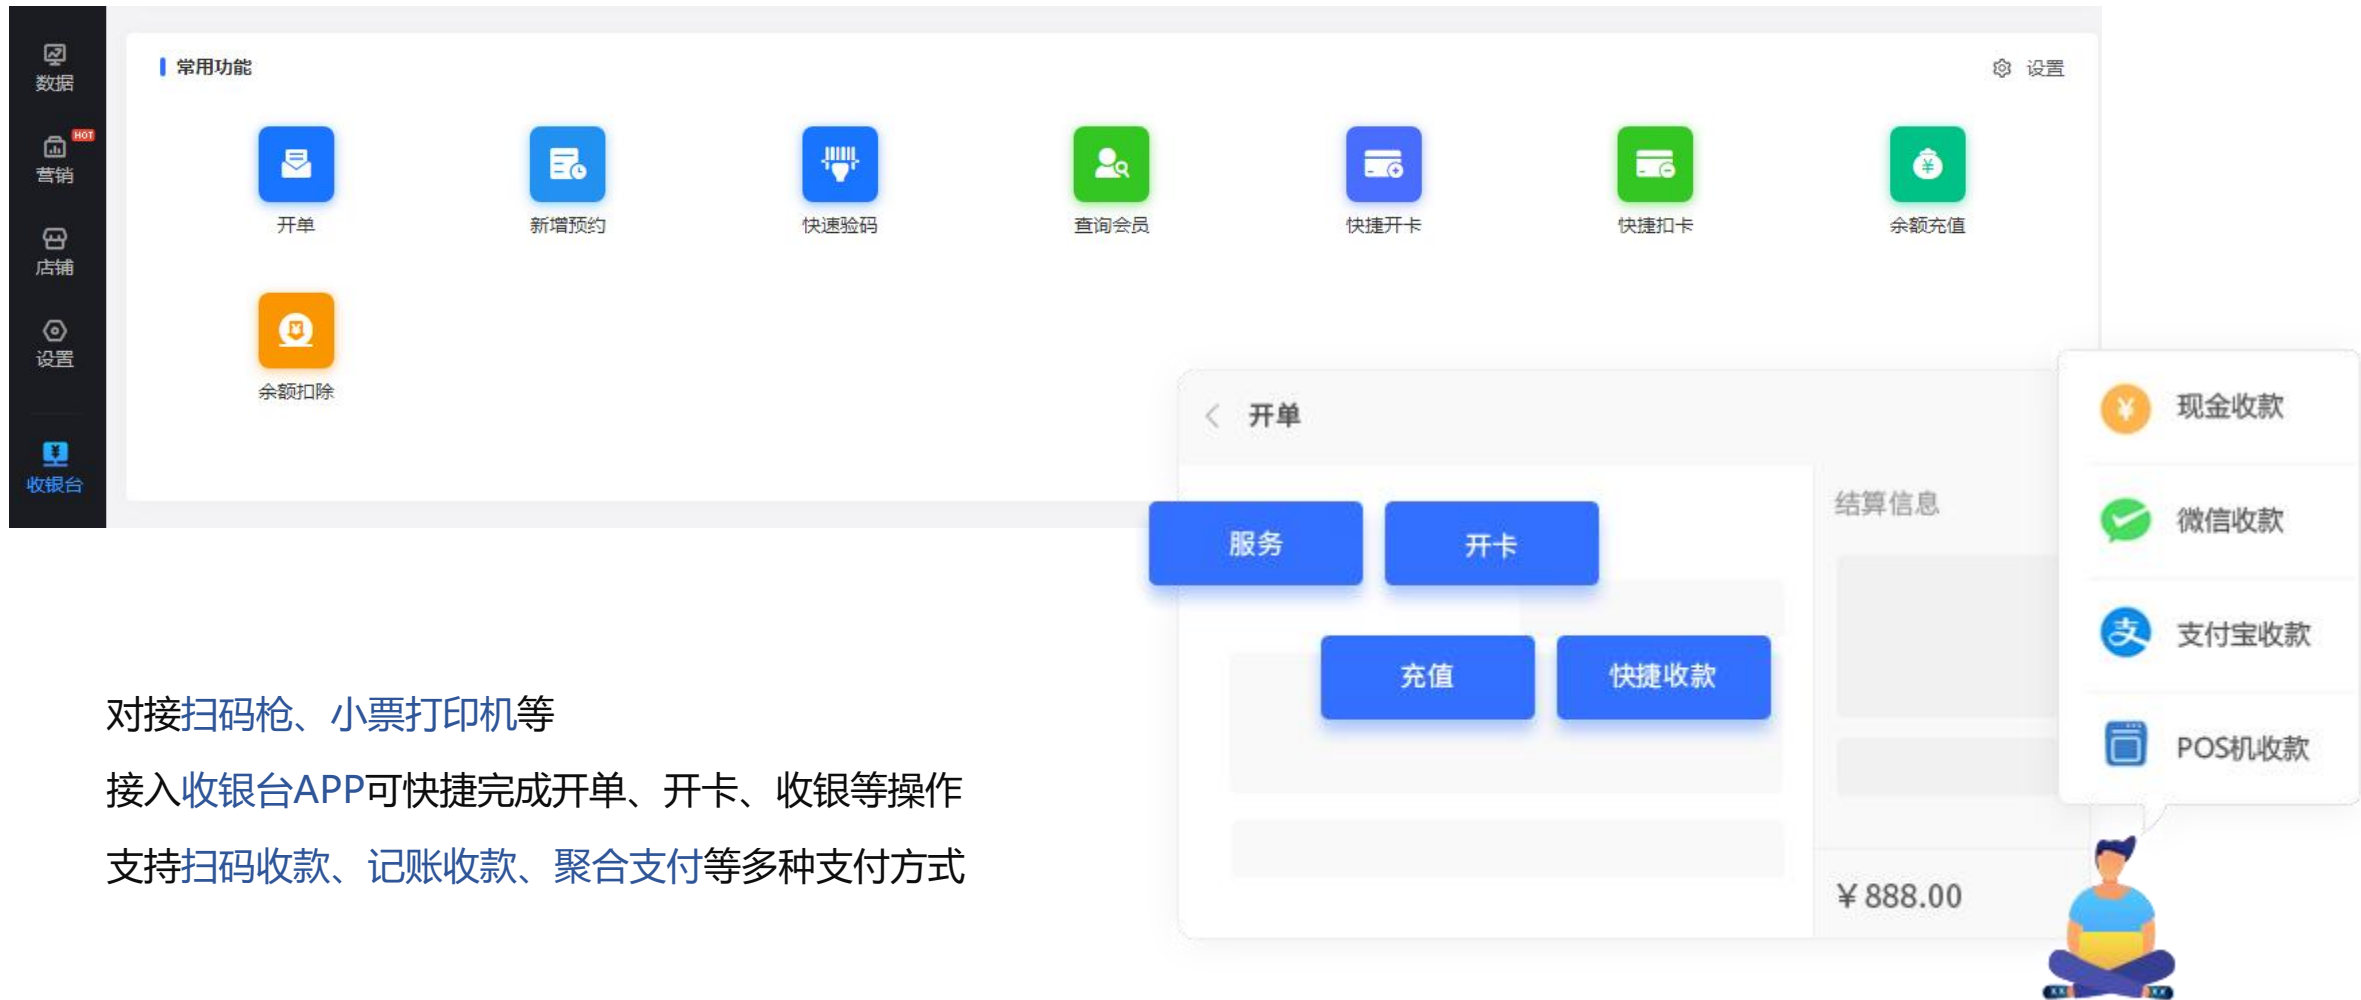 数据
HOT
营销
店铺
设置
收银台
常用功能
设置
开单
新增预约
快速验码
查询会员
快捷开卡
快捷扣卡
余额充值
余额扣除
开单
服务
开卡
充值
快捷收款
结算信息
¥ 888.00
现金收款
微信收款
支付宝收款
POS机收款
对接扫码枪、小票打印机等
接入收银台APP可快捷完成开单、开卡、收银等操作
支持扫码收款、记账收款、聚合支付等多种支付方式